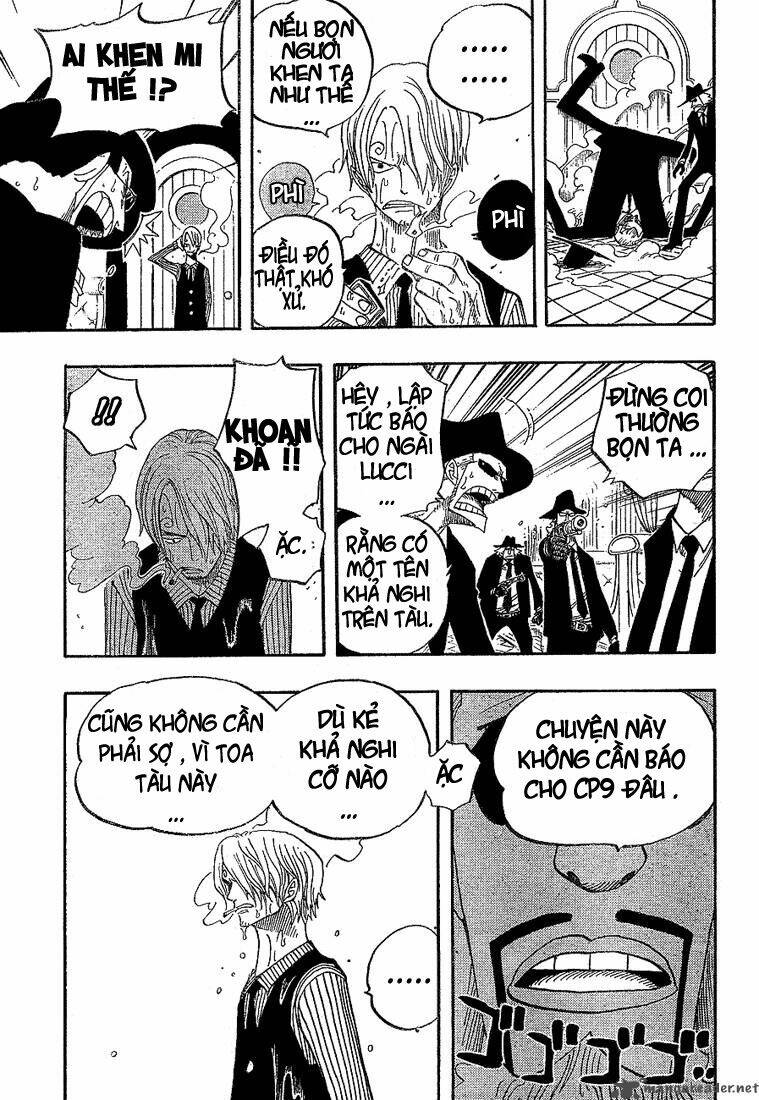 .....
.....
NẾU BỌN
NGƯƠI
KHEN TA
NHƯ THẾ
...
PHÌ
PHÌ
ĐIỀU ĐÓ
THẬT KHÓ
XỬ.
AI KHEN MI
THẾ !?
ĐỪNG COI
THƯỜNG
BỌN TA ...
HÊY , LẬP
TỨC BÁO
CHO NGÀI
LUCCI
...
RẰNG CÓ
MỘT TÊN
KHẢ NGHI
TRÊN TÀU.
KHOAN
ĐÃ !!
ẶC.
!!
CHUYỆN NÀY
KHÔNG CẦN BÁO
CHO CP9 ĐÂU .
ẶC
ゴゴゴゴ
DÙ KẺ
KHẢ NGHI
CỠ NÀO
...
CŨNG KHÔNG CẦN
PHẢI SỢ , VÌ TOA
TÀU NÀY
...
.....
mangareader.net